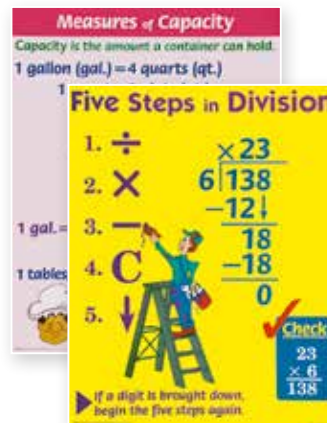 Measures of Capacity
Capacity is the amount a container can hold.
1 gallon (gal.) = 4 quarts (qt.)
1
1 gal. =
1 tables
Five Steps in Division
1. ÷
2. ×
3. −
4. C
5. ↓
×23
6)138
−12↓
18
−18
0
Check
23
× 6
138
If a digit is brought down,
begin the five steps again.